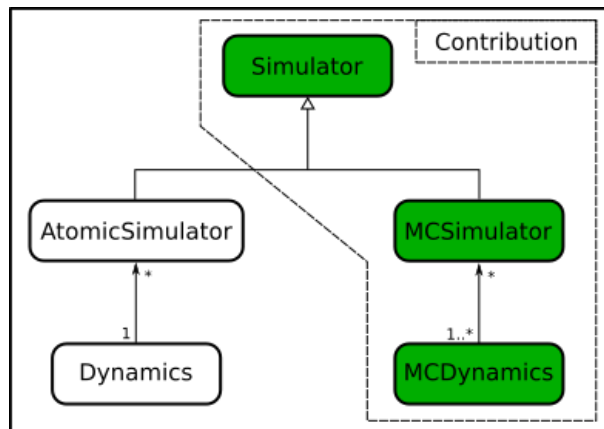 Contribution
Simulator
AtomicSimulator
MCSimulator
*
*
1
1..*
Dynamics
MCDynamics